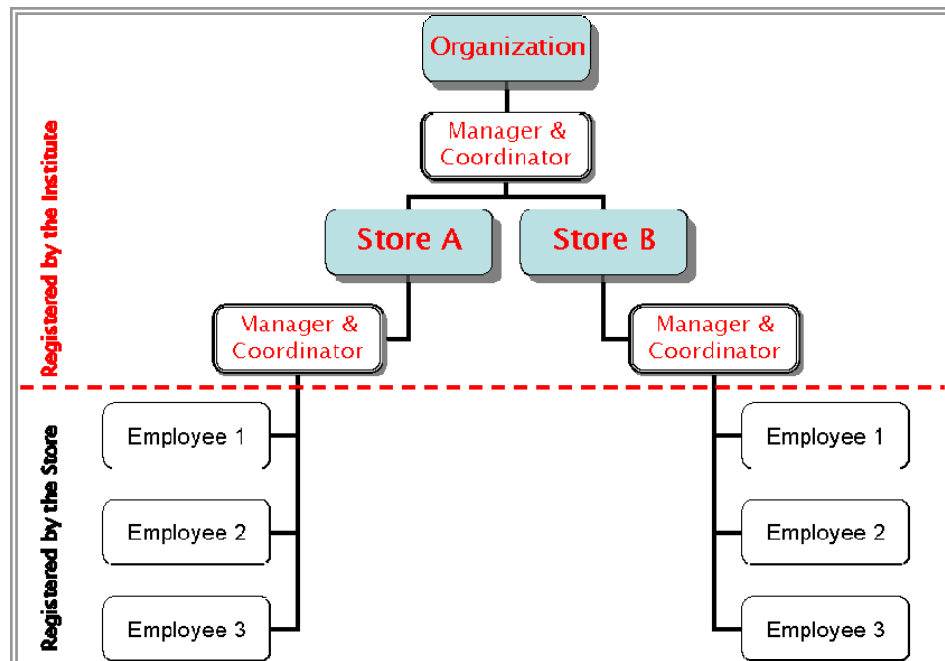 Organization
Manager &
Coordinator
Store A
Store B
Manager &
Coordinator
Manager &
Coordinator
Registered by the Institute
Employee 1
Employee 1
Employee 2
Employee 2
Employee 3
Employee 3
Registered by the Store